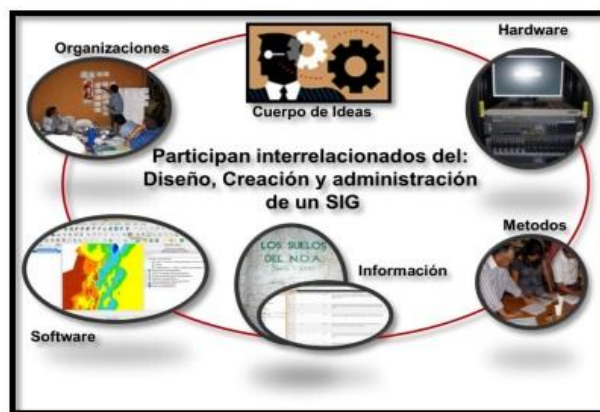 Organizaciones
Hardware
Cuerpo de Ideas
Participan interrelacionados del:
Diseño, Creación y administración
de un SIG
Metodos
LOS SUELOS
DEL N.O.A.
Información
Software